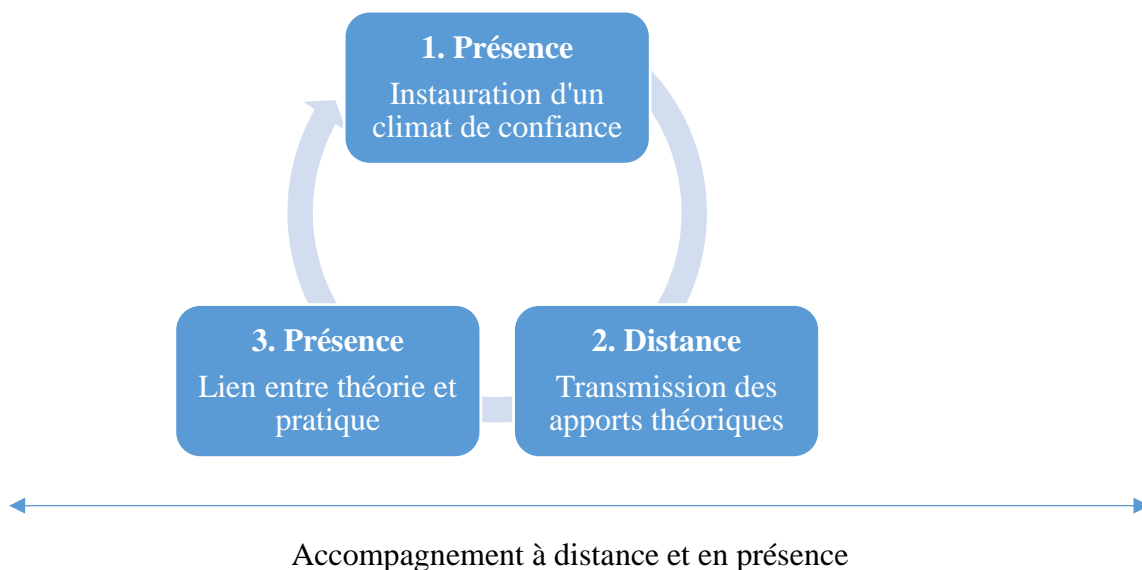 1. Présence
Instauration d'un
climat de confiance
3. Présence
Lien entre théorie et
pratique
2. Distance
Transmission des
apports théoriques
Accompagnement à distance et en présence